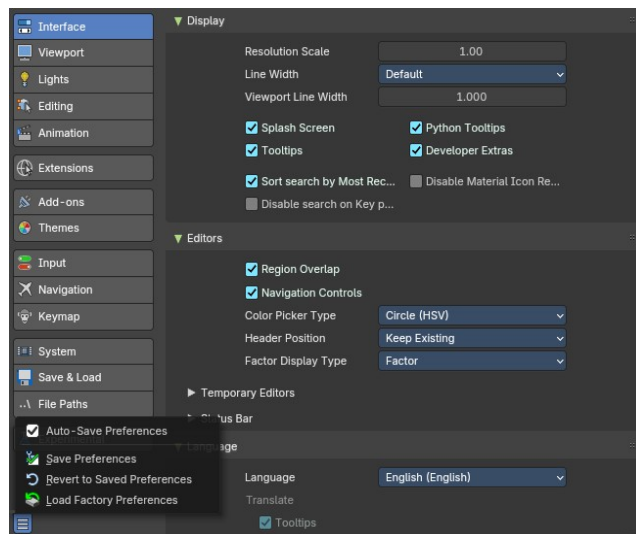 Interface
Viewport
Lights
Editing
Animation
Extensions
Add-ons
Themes
Input
Navigation
Keymap
System
Save & Load
File Paths
Auto-Save Preferences
Save Preferences
Revert to Saved Preferences
Load Factory Preferences
Display
Resolution Scale 1.00
Line Width Default
Viewport Line Width 1.000
Splash Screen Python Tooltips
Tooltips Developer Extras
Sort search by Most Rec... Disable Material Icon Re...
Disable search on Key p...
Editors
Region Overlap
Navigation Controls
Color Picker Type Circle (HSV)
Header Position Keep Existing
Factor Display Type Factor
Temporary Editors
Status Bar
Language
Language English (English)
Translate
Tooltips